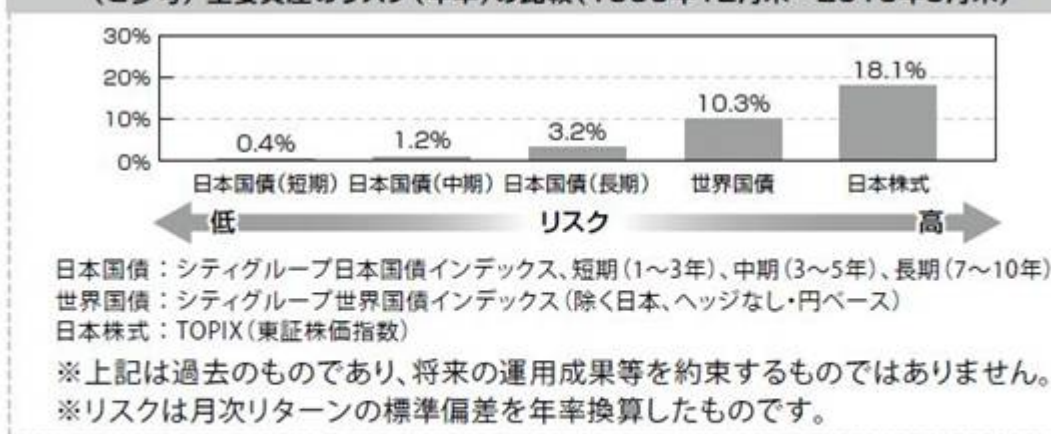 30%
20%
10%
0%
0.4%
1.2%
3.2%
10.3%
18.1%
日本国債(短期) 日本国債(中期) 日本国債(長期) 世界国債 日本株式
低 リスク 高
日本国債：シティグループ日本国債インデックス、短期(1～3年)、中期(3～5年)、長期(7～10年)
世界国債：シティグループ世界国債インデックス(除く日本、ヘッジなし・円ベース)
日本株式：TOPIX(東証株価指数)
※上記は過去のものであり、将来の運用成果等を約束するものではありません。
※リスクは月次リターンの標準偏差を年率換算したものです。